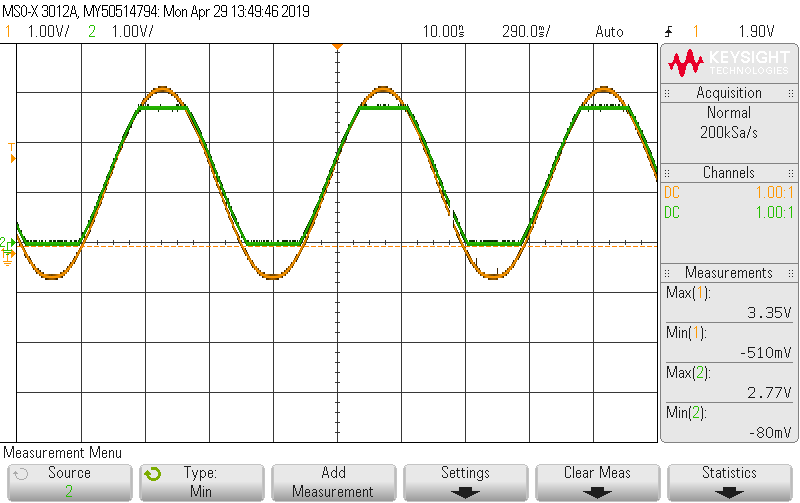 MSO-X 3012A, MY50514794: Mon Apr 29 13:49:46 2019
1 1.00V/ 2 1.00V/ 10.00s 290.0s/ Auto 1 1.90V
T
2
KEYSIGHT
TECHNOLOGIES
Acquisition
Normal
200kSa/s
Channels
DC 1.00:1
DC 1.00:1
Measurements
Max(1):
3.35V
Min(1):
-510mV
Max(2):
2.77V
Min(2):
-80mV
Measurement Menu
Source
2
Type:
Min
Add
Measurement
Settings
Clear Meas
Statistics